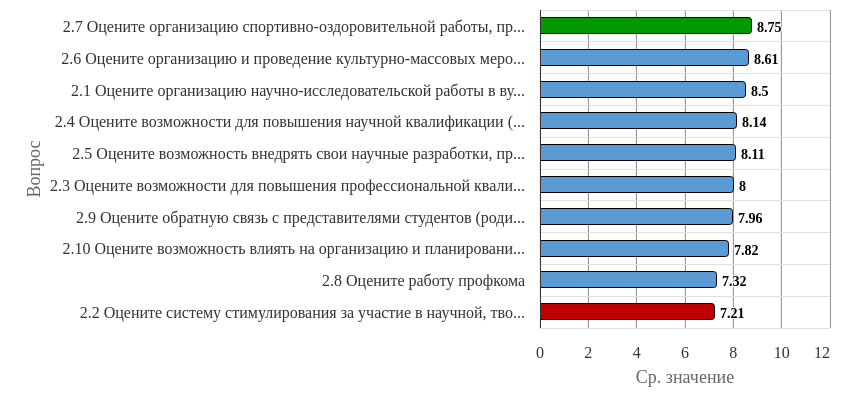 2.7 Оцените организацию спортивно-оздоровительной работы, пр...
8.75
2.6 Оцените организацию и проведение культурно-массовых меро...
8.61
2.1 Оцените организацию научно-исследовательской работы в ву...
8.5
2.4 Оцените возможности для повышения научной квалификации (...
8.14
2.5 Оцените возможность внедрять свои научные разработки, пр...
8.11
2.3 Оцените возможности для повышения профессиональной квали...
8
2.9 Оцените обратную связь с представителями студентов (роди...
7.96
2.10 Оцените возможность влиять на организацию и планировани...
7.82
2.8 Оцените работу профкома
7.32
2.2 Оцените систему стимулирования за участие в научной, тво...
7.21
Вопрос
0 2 4 6 8 10 12
Ср. значение